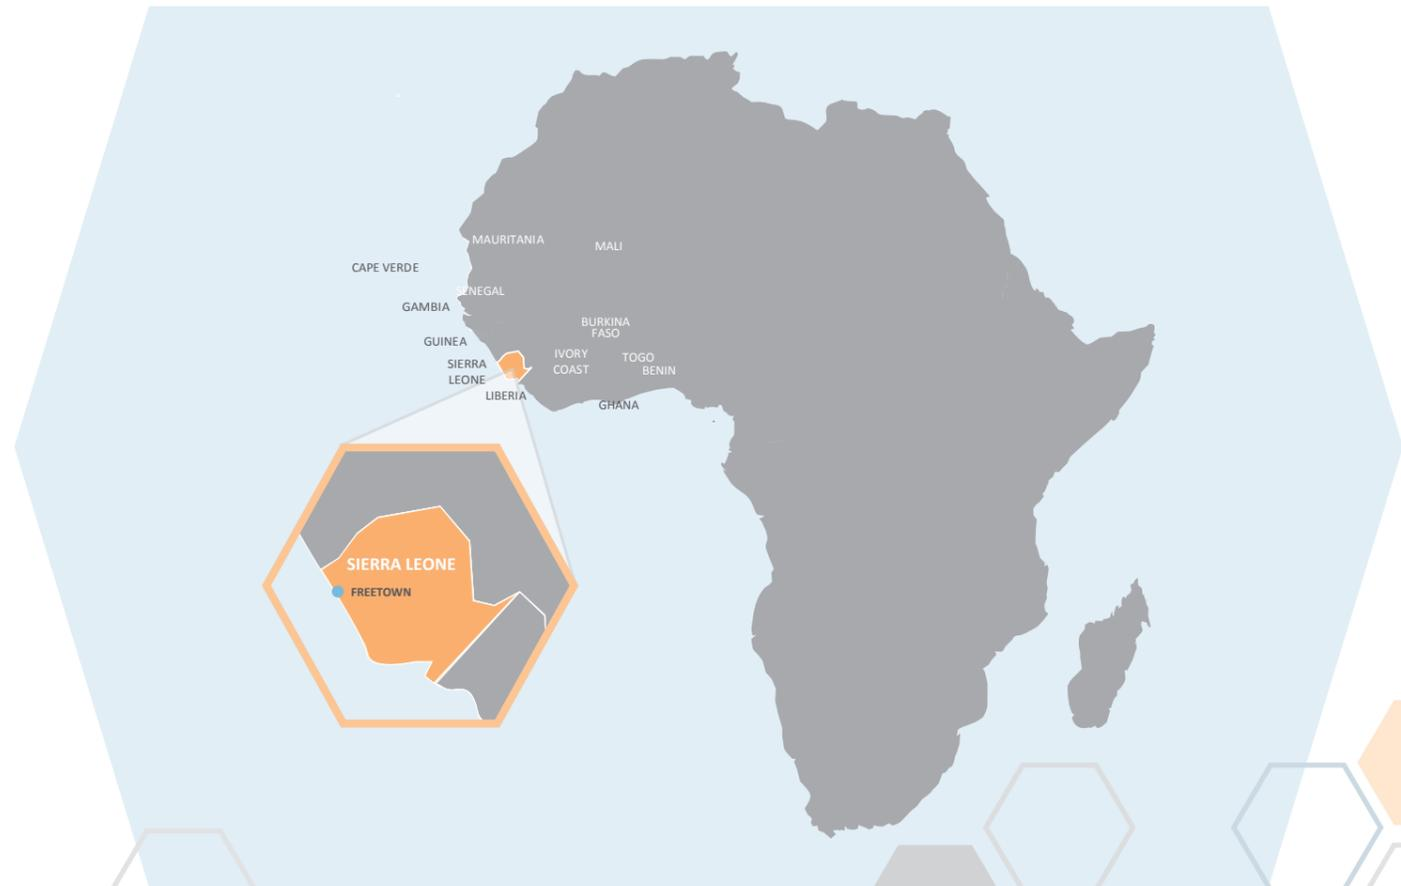 MAURITANIA
MALI
CAPE VERDE
SENEGAL
GAMBIA
BURKINA
FASO
GUINEA
IVORY
COAST
TOGO
BENIN
SIERRA
LEONE
LIBERIA
GHANA
SIERRA LEONE
FREETOWN